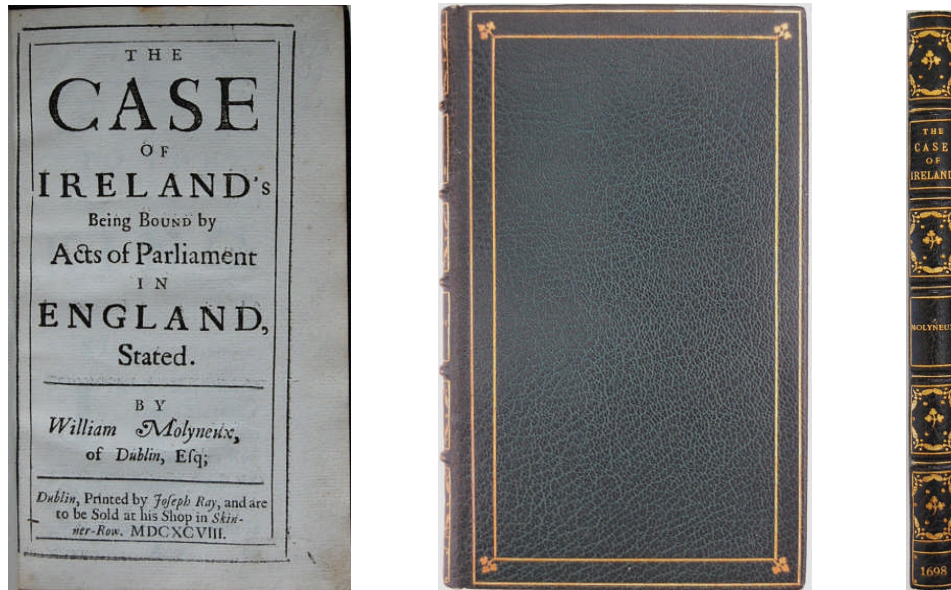 THE
CASE
OF
IRELAND's
Being BOUND by
Acts of Parliament
IN
ENGLAND,
Stated.
BY
William Molyneux,
of Dublin, Eſq;
Dublin, Printed by Joſeph Ray, and are
to be Sold at his Shop in Skin-
ner-Row. MDCXCVIII.
THE
CASE
OF
IRELAND
MOLYNEUX
1698